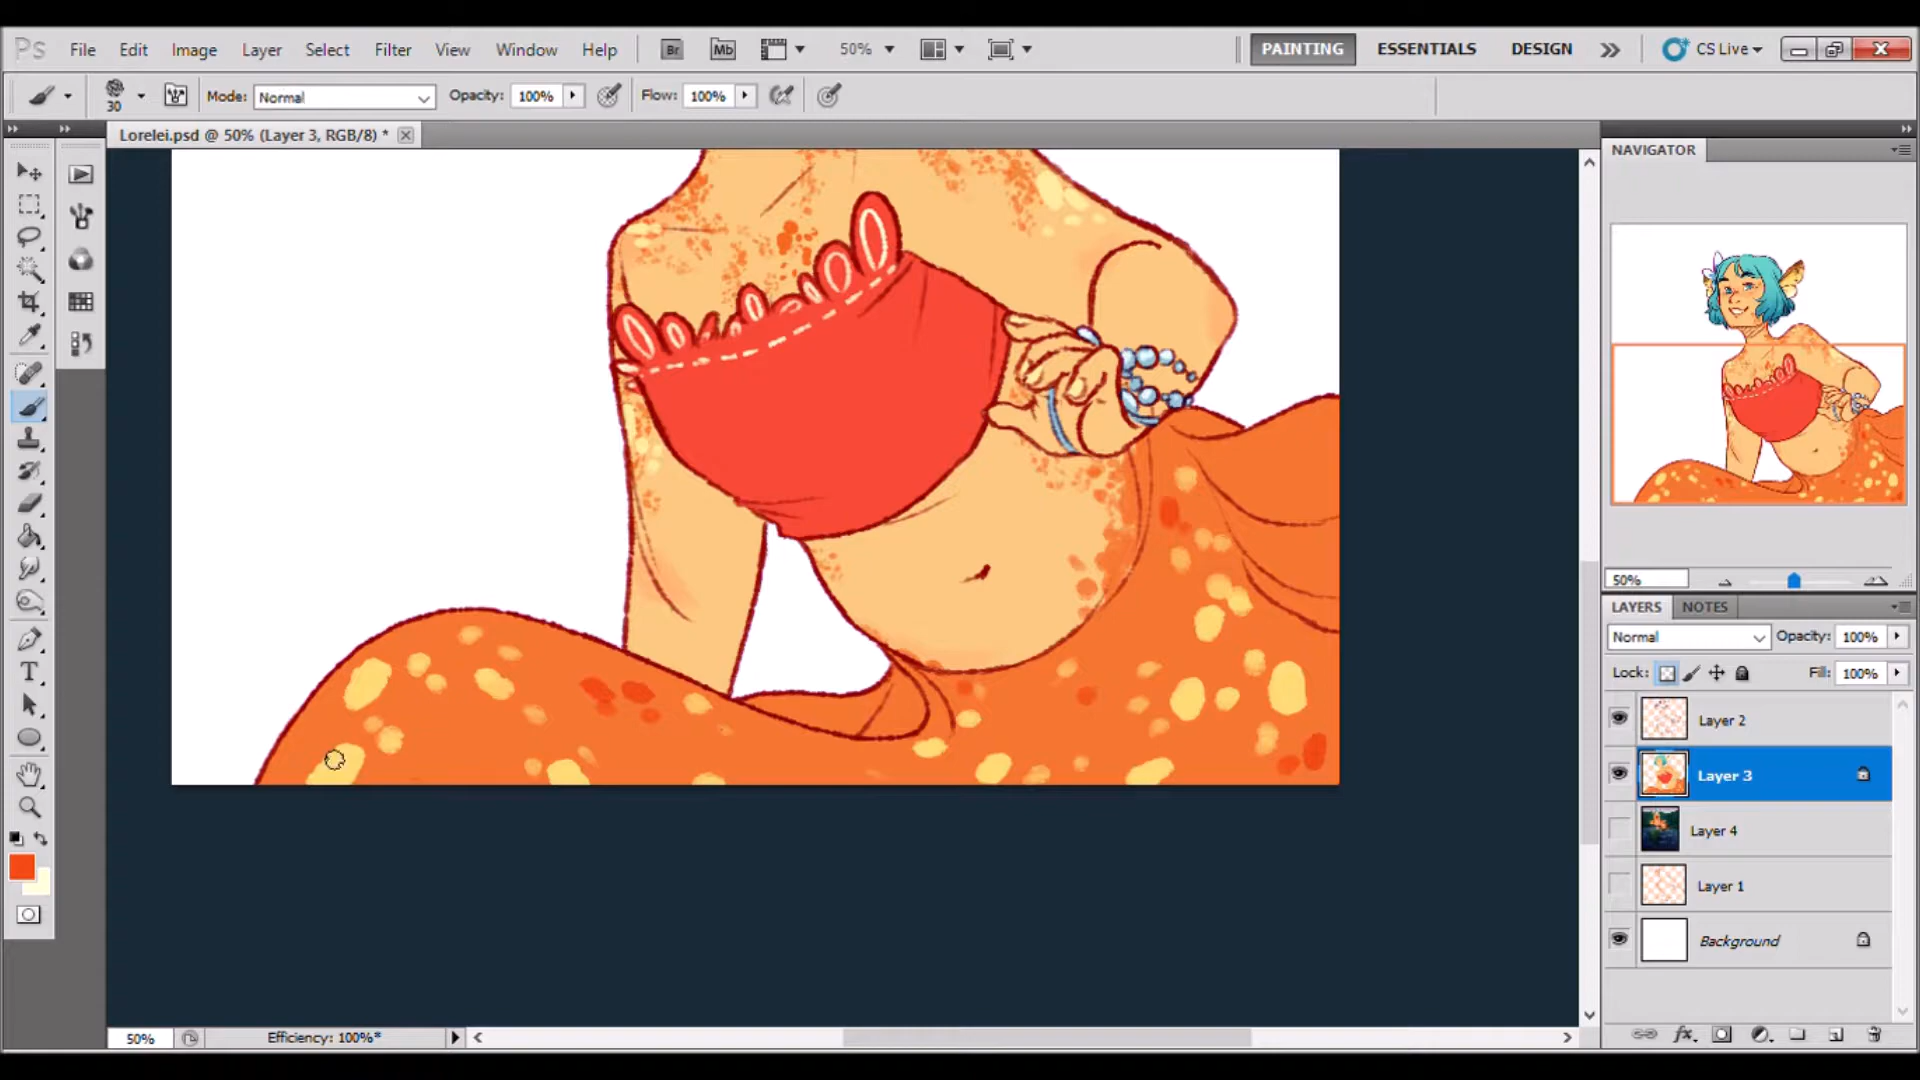 Ps File Edit Image Layer Select Filter View Window Help Br Mb 50% PAINTING ESSENTIALS DESIGN CS Live
30 Mode: Normal Opacity: 100% Flow: 100%
Lorelei.psd @ 50% (Layer 3, RGB/8) *
NAVIGATOR
50%
LAYERS NOTES
Normal Opacity: 100%
Lock: Fill: 100%
Layer 2
Layer 3
Layer 4
Layer 1
Background
T
50% Efficiency: 100%*
fx